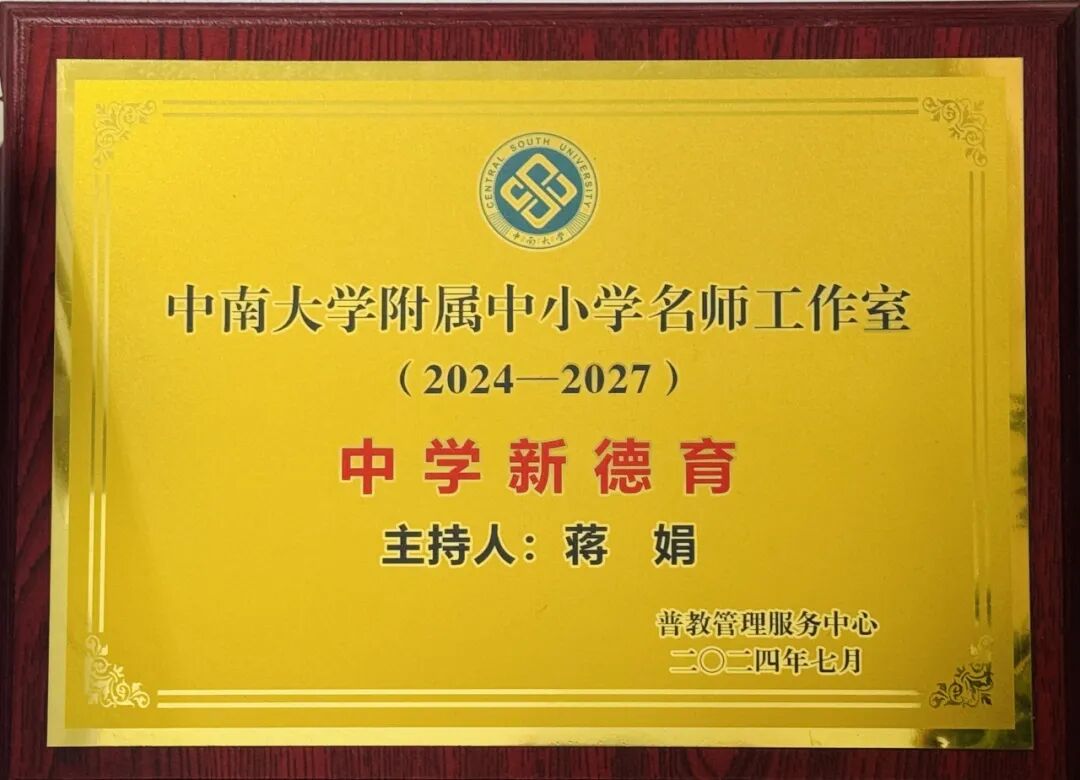 CENTRAL SOUTH UNIVERSITY
中南大学
中南大学附属中小学名师工作室
（2024—2027）
中学新德育
主持人：蒋 娟
普教管理服务中心
二〇二四年七月